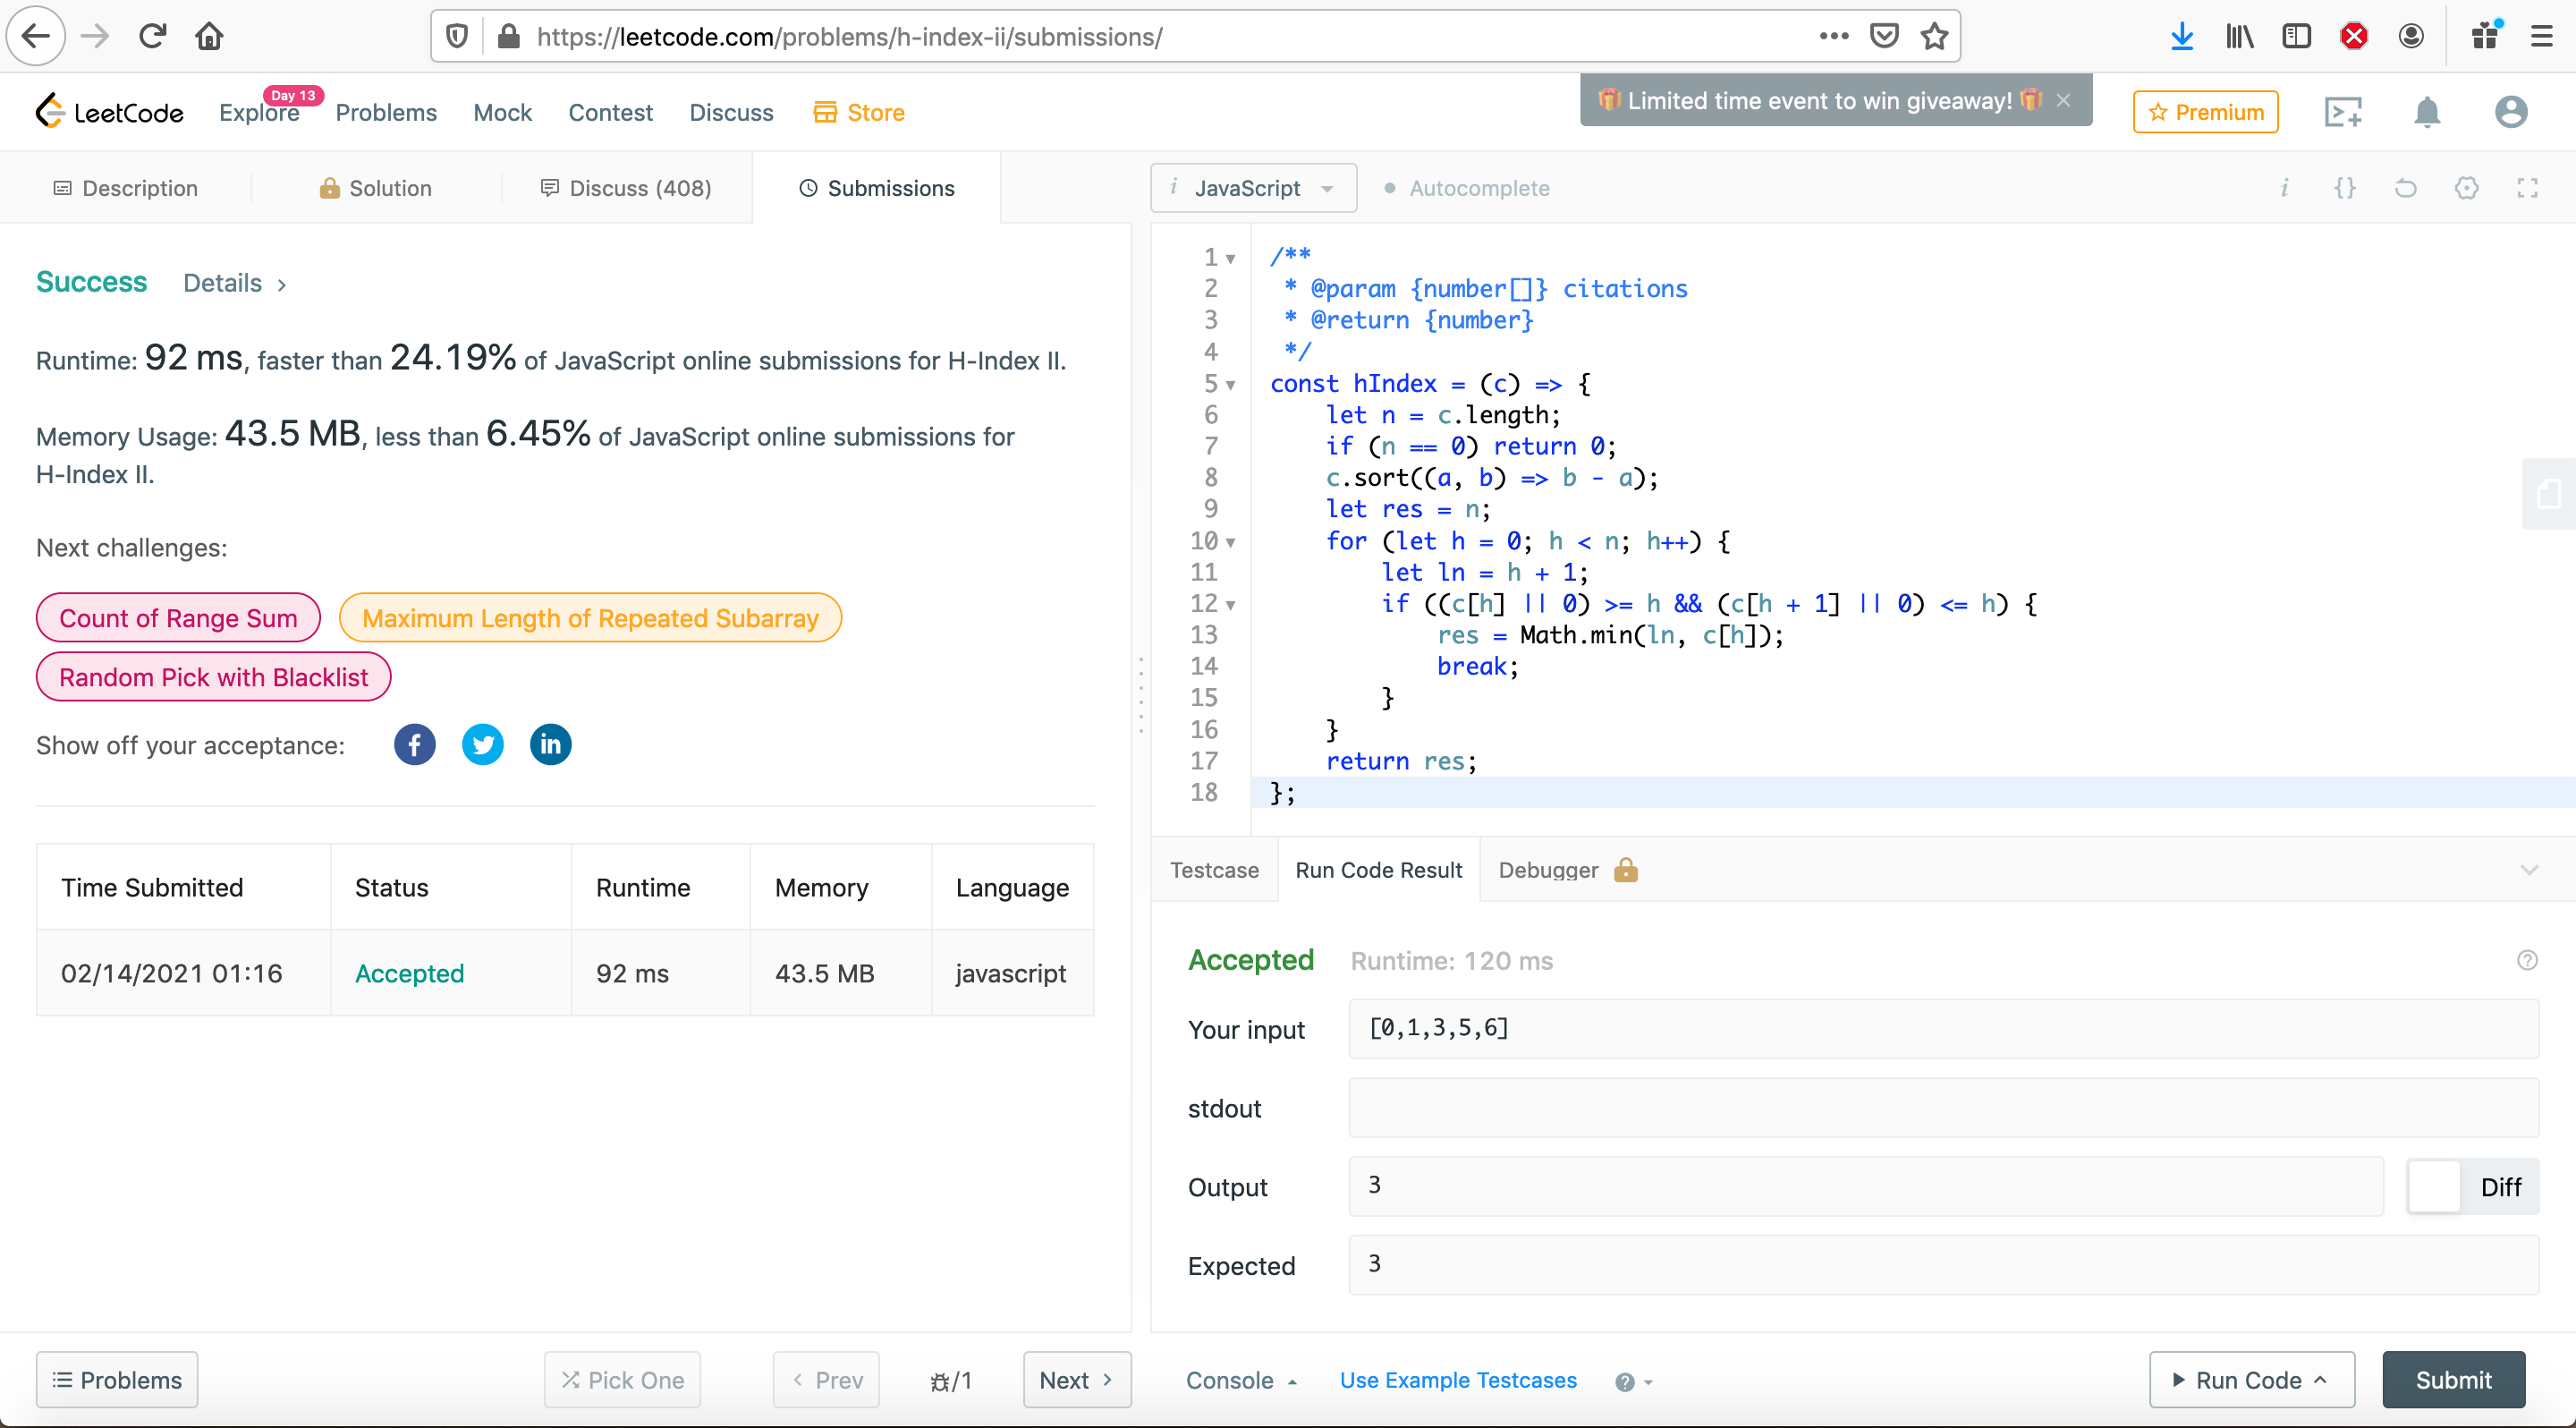 https://leetcode.com/problems/h-index-ii/submissions/
LeetCode
Explore
Day 13
Problems
Mock
Contest
Discuss
Store
Limited time event to win giveaway!
Premium
Description
Solution
Discuss (408)
Submissions
i JavaScript
Autocomplete
i {}
Success Details >
Runtime: 92 ms, faster than 24.19% of JavaScript online submissions for H-Index II.
Memory Usage: 43.5 MB, less than 6.45% of JavaScript online submissions for
H-Index II.
Next challenges:
Count of Range Sum
Maximum Length of Repeated Subarray
Random Pick with Blacklist
Show off your acceptance:
Time Submitted Status Runtime Memory Language
02/14/2021 01:16 Accepted 92 ms 43.5 MB javascript
1 /**
2  * @param {number[]} citations
3  * @return {number}
4  */
5 const hIndex = (c) => {
6     let n = c.length;
7     if (n == 0) return 0;
8     c.sort((a, b) => b - a);
9     let res = n;
10     for (let h = 0; h < n; h++) {
11         let ln = h + 1;
12         if ((c[h] || 0) >= h && (c[h + 1] || 0) <= h) {
13             res = Math.min(ln, c[h]);
14             break;
15         }
16     }
17     return res;
18 };
Testcase
Run Code Result
Debugger
Accepted Runtime: 120 ms
Your input [0,1,3,5,6]
stdout
Output 3
Diff
Expected 3
Problems
Pick One
< Prev
/1
Next >
Console
Use Example Testcases
Run Code
Submit